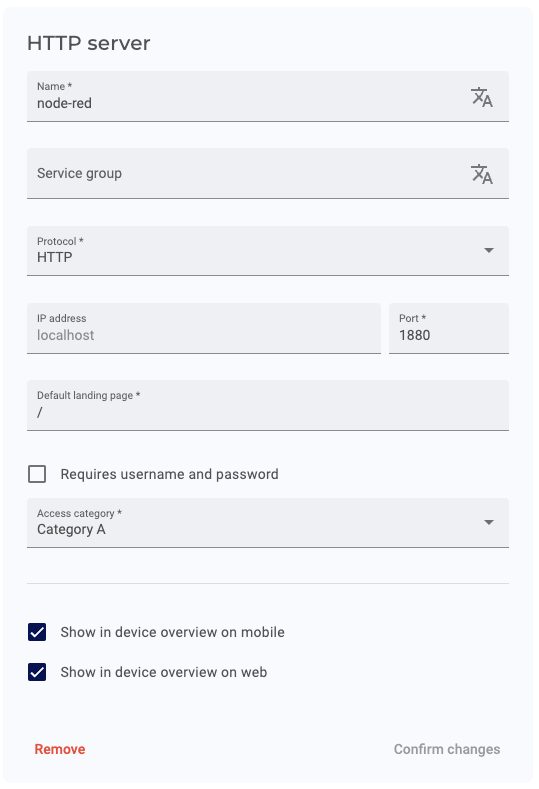 HTTP server
Name *
node-red
Service group
Protocol *
HTTP
IP address
localhost
Port *
1880
Default landing page *
/
Requires username and password
Access category *
Category A
Show in device overview on mobile
Show in device overview on web
Remove
Confirm changes